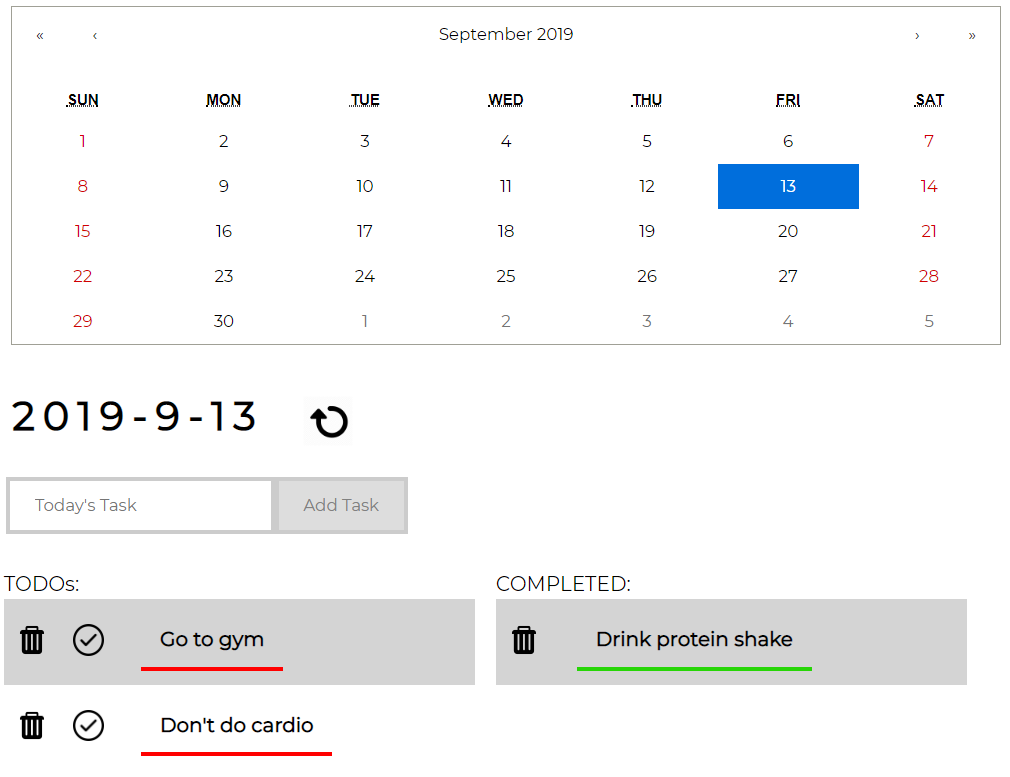 « ‹ September 2019 › »
SUN MON TUE WED THU FRI SAT
1 2 3 4 5 6 7
8 9 10 11 12 13 14
15 16 17 18 19 20 21
22 23 24 25 26 27 28
29 30 1 2 3 4 5
2019-9-13
Today's Task Add Task
TODOs: COMPLETED:
Go to gym Drink protein shake
Don't do cardio